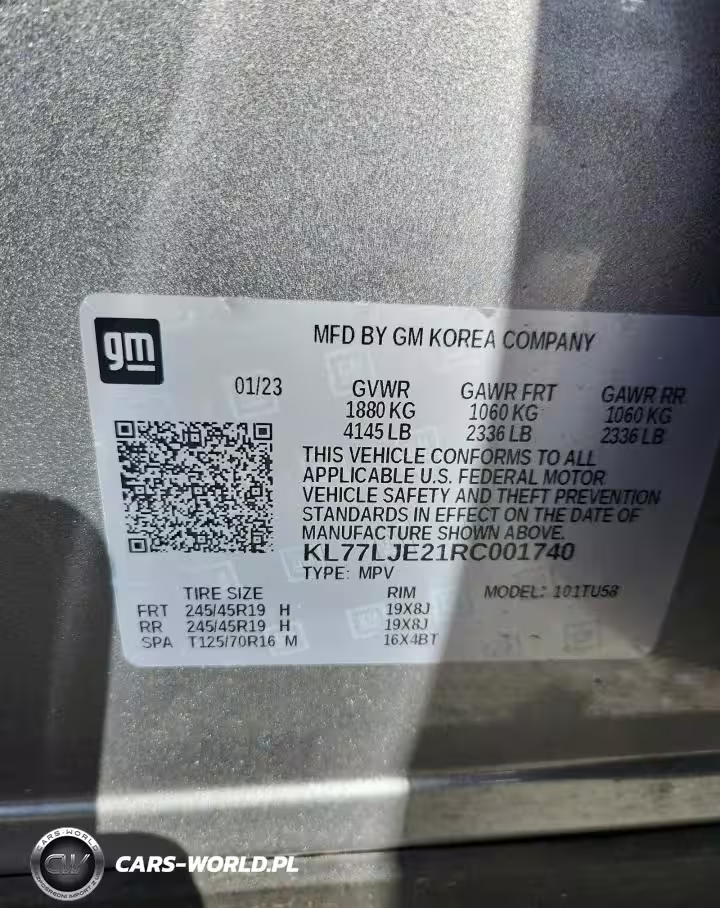 gm
MFD BY GM KOREA COMPANY
01/23 GVWR GAWR FRT GAWR RR
1880 KG 1060 KG 1060 KG
4145 LB 2336 LB 2336 LB
THIS VEHICLE CONFORMS TO ALL
APPLICABLE U.S. FEDERAL MOTOR
VEHICLE SAFETY AND THEFT PREVENTION
STANDARDS IN EFFECT ON THE DATE OF
MANUFACTURE SHOWN ABOVE.
KL77LJE21RC001740
TYPE: MPV
TIRE SIZE RIM MODEL: 101TU58
FRT 245/45R19 H 19X8J
RR 245/45R19 H 19X8J
SPA T125/70R16 M 16X4BT
CARS-WORLD
CW
CARS-WORLD.PL